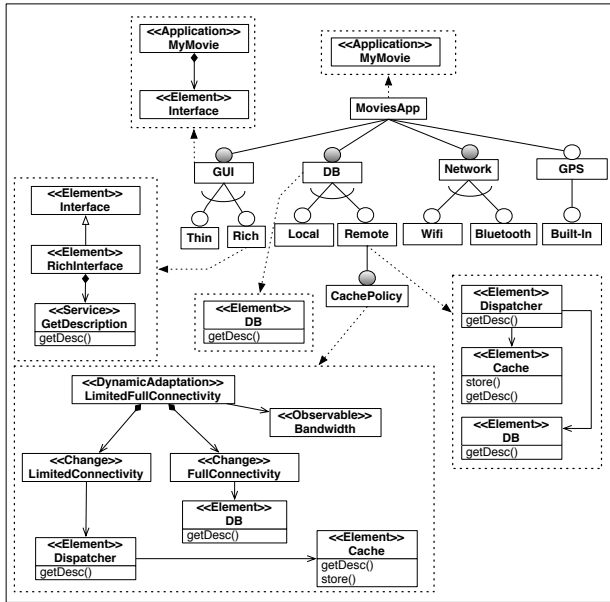 <<Application>>
MyMovie
<<Element>>
Interface
<<Application>>
MyMovie
MoviesApp
GUI
DB
Network
GPS
Thin
Rich
Local
Remote
Wifi
Bluetooth
Built-In
CachePolicy
<<Element>>
Interface
<<Element>>
RichInterface
<<Service>>
GetDescription
getDesc()
<<Element>>
DB
getDesc()
<<Element>>
Dispatcher
getDesc()
<<Element>>
Cache
store()
getDesc()
<<Element>>
DB
getDesc()
<<DynamicAdaptation>>
LimitedFullConnectivity
<<Observable>>
Bandwidth
<<Change>>
LimitedConnectivity
<<Change>>
FullConnectivity
<<Element>>
DB
getDesc()
<<Element>>
Dispatcher
getDesc()
<<Element>>
Cache
getDesc()
store()